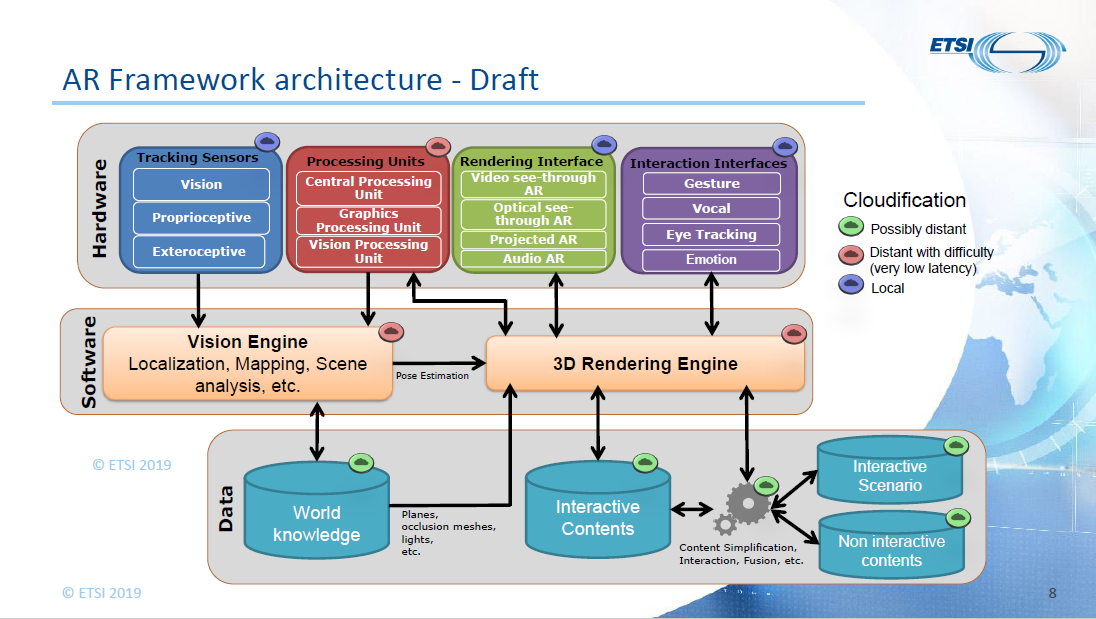 ETSI
AR Framework architecture - Draft
Hardware
Tracking Sensors
Vision
Proprioceptive
Exteroceptive
Processing Units
Central Processing
Unit
Graphics
Processing Unit
Vision Processing
Unit
Rendering Interface
Video see-through
AR
Optical see-
through AR
Projected AR
Audio AR
Interaction Interfaces
Gesture
Vocal
Eye Tracking
Emotion
Cloudification
Possibly distant
Distant with difficulty
(very low latency)
Local
Software
Vision Engine
Localization, Mapping, Scene
analysis, etc.
Pose Estimation
3D Rendering Engine
© ETSI 2019
Data
World
knowledge
Planes,
occlusion meshes,
lights,
etc.
Interactive
Contents
Content Simplification,
Interaction, Fusion, etc.
Interactive
Scenario
Non interactive
contents
© ETSI 2019
8